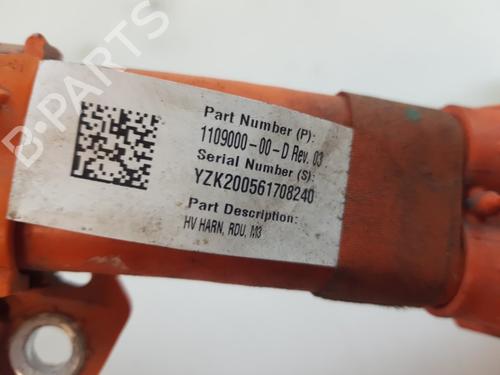 B-PARTS
Part Number (P):
1109000-00-D Rev. 03
Serial Number (S):
YZK200561708240
Part Description:
HV HARN, RDU, M3